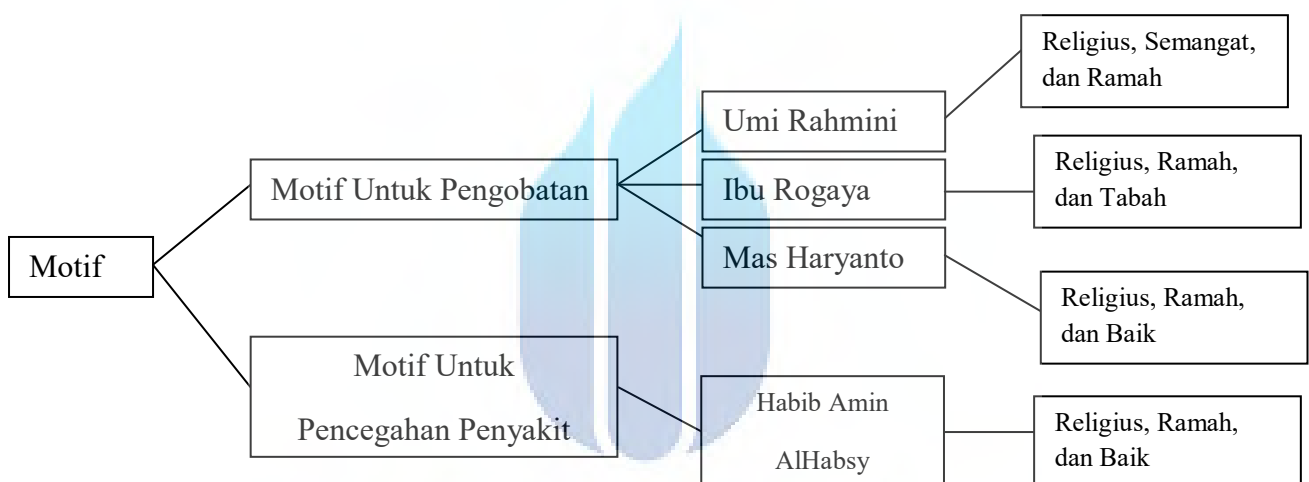 Motif
Motif Untuk Pengobatan
Umi Rahmini
Religius, Semangat,
dan Ramah
Ibu Rogaya
Religius, Ramah,
dan Tabah
Mas Haryanto
Religius, Ramah,
dan Baik
Motif Untuk
Pencegahan Penyakit
Habib Amin
AlHabsy
Religius, Ramah,
dan Baik